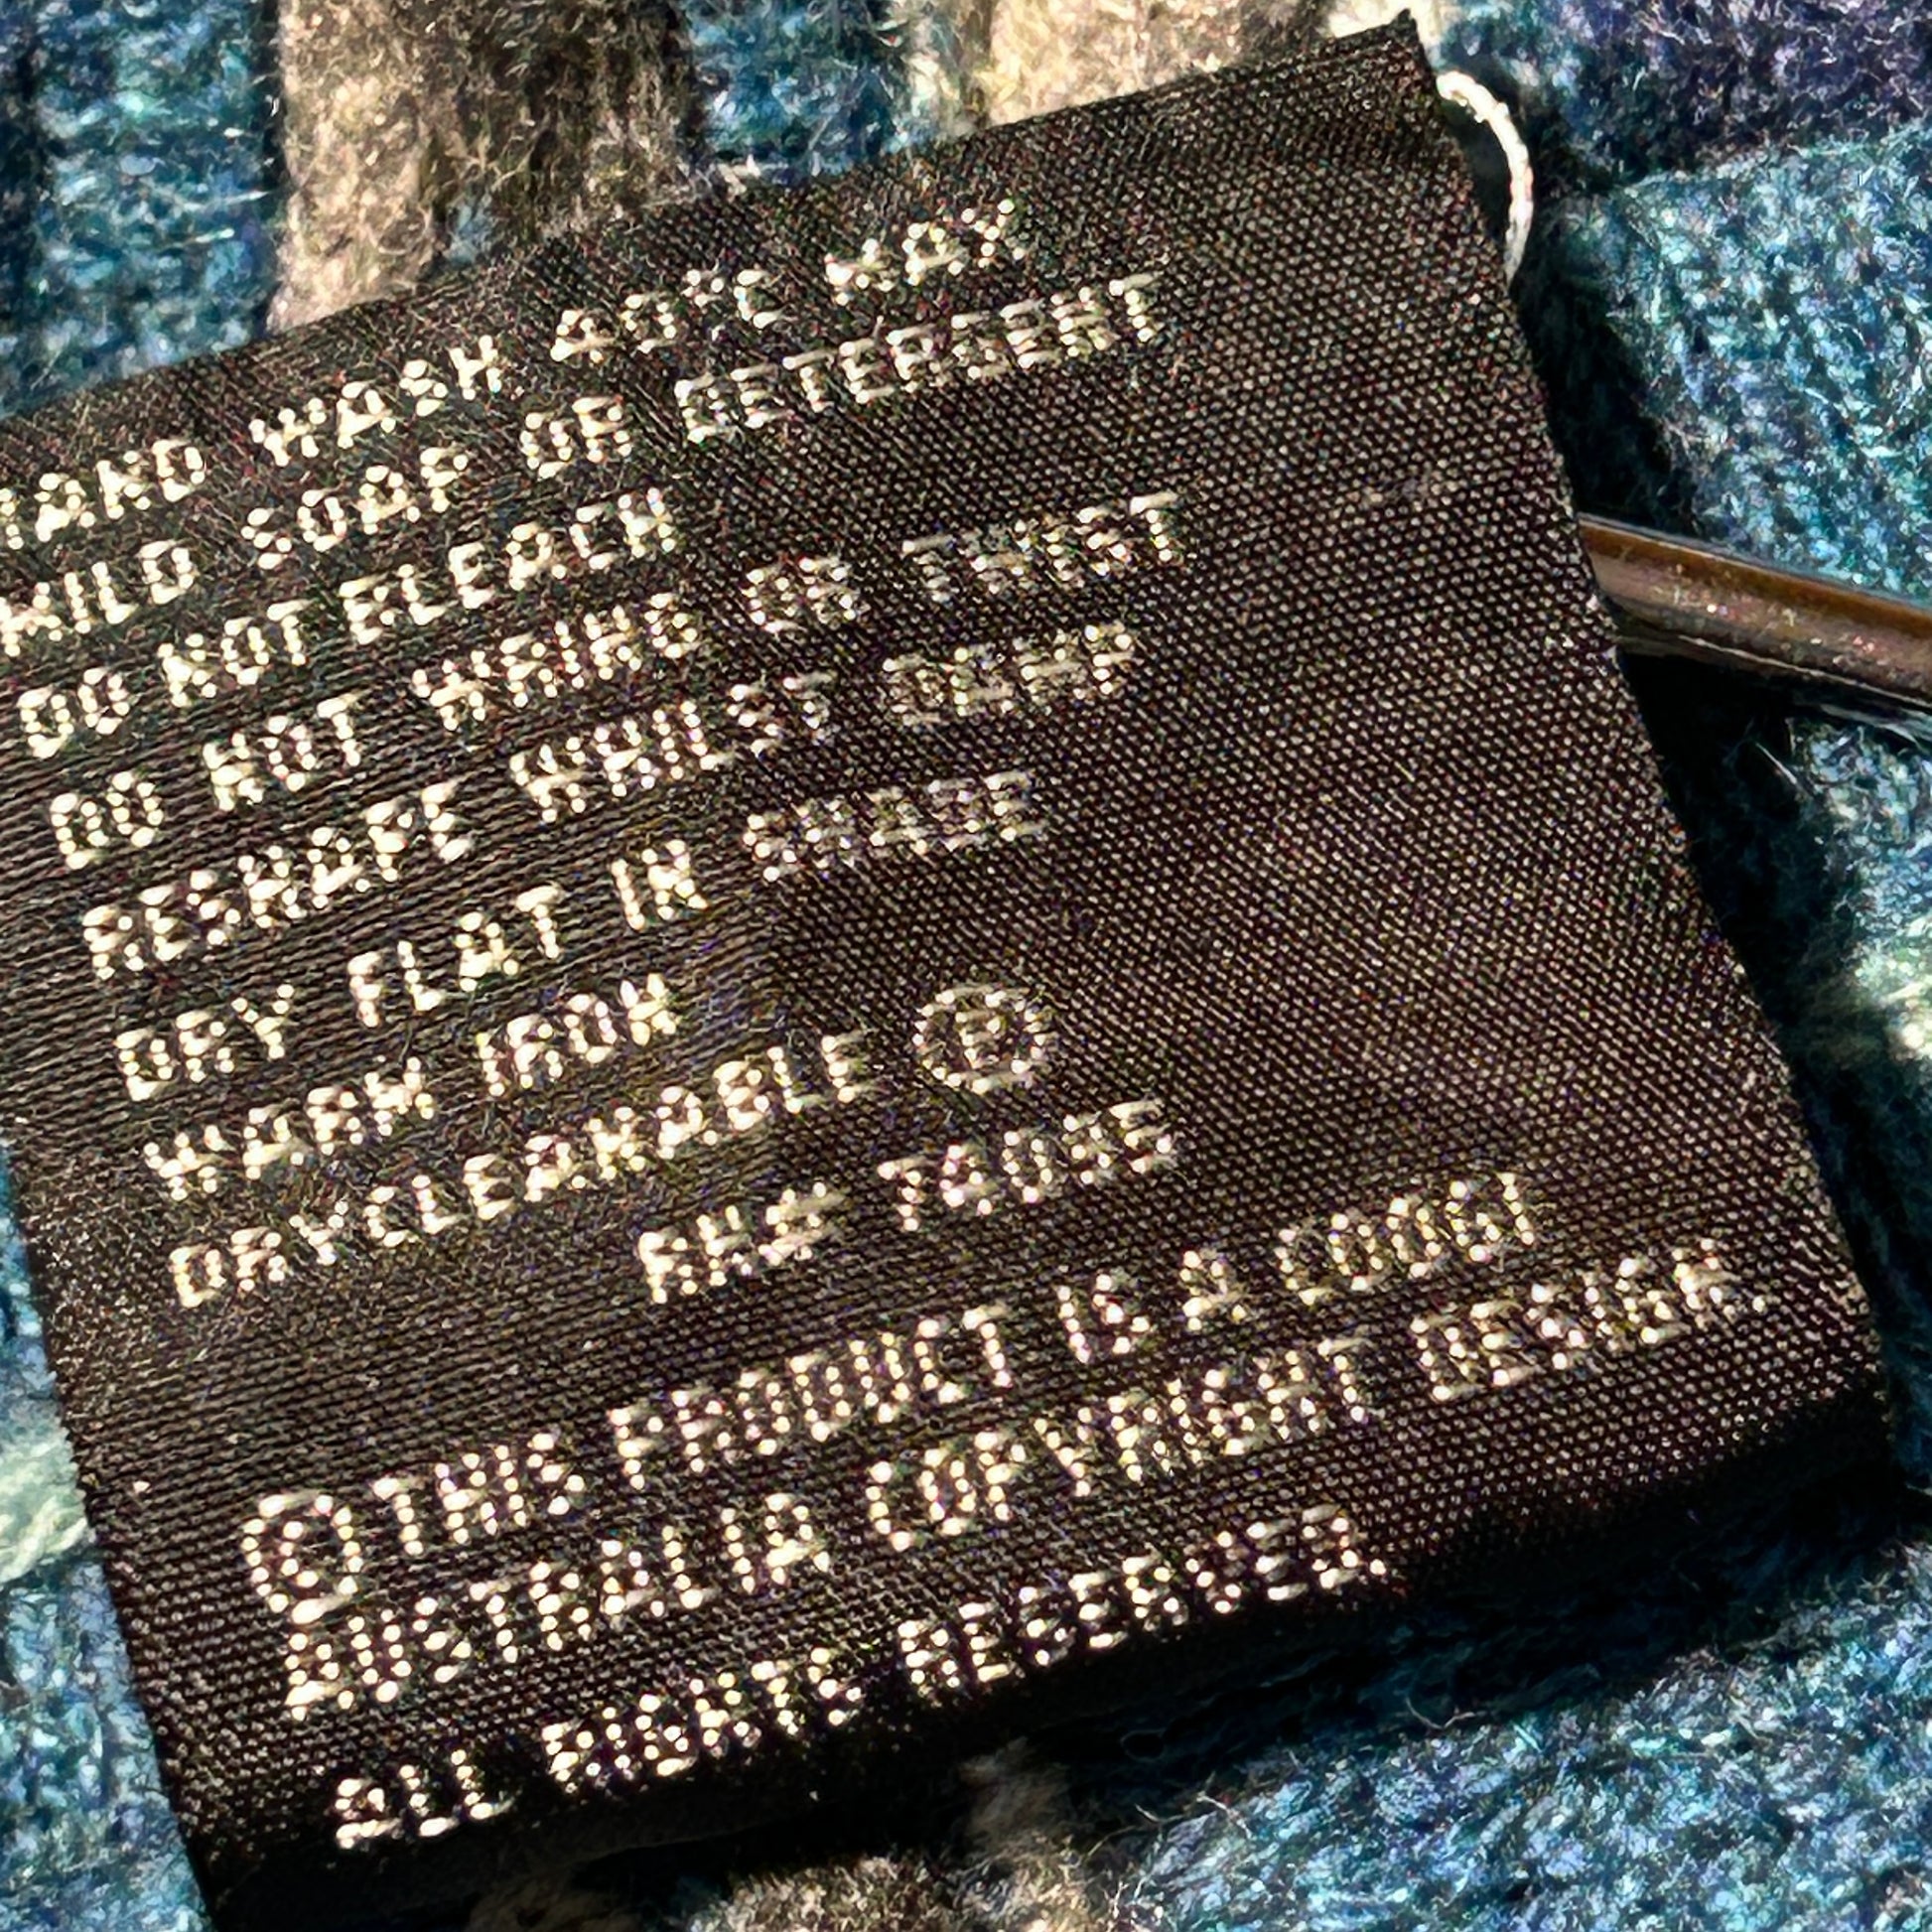 HAND WASH 40°C MAX
MILD SOAP OR DETERGENT
DO NOT BLEACH
DO NOT WRING OR TWIST
RESHAPE WHILST DAMP
DRY FLAT IN SHADE
WARM IRON
DRYCLEANABLE Ⓟ
RN# 74095
©THIS PRODUCT IS A COOGI
AUSTRALIA COPYRIGHT DESIGN.
ALL RIGHTS RESERVED.